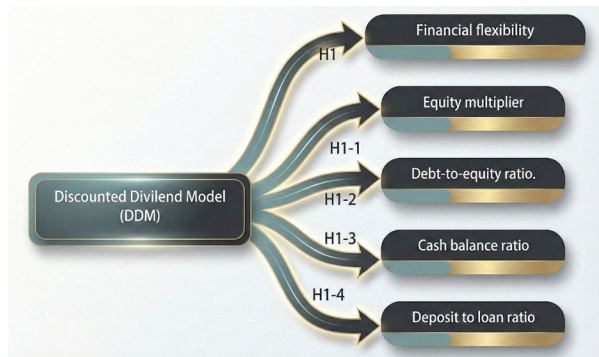 Financial flexibility
H1
Equity multiplier
H1-1
Debt-to-equity ratio.
Discounted Divilend Model
(DDM)
H1-2
H1-3
Cash balance ratio
H1-4
Deposit to loan ratio